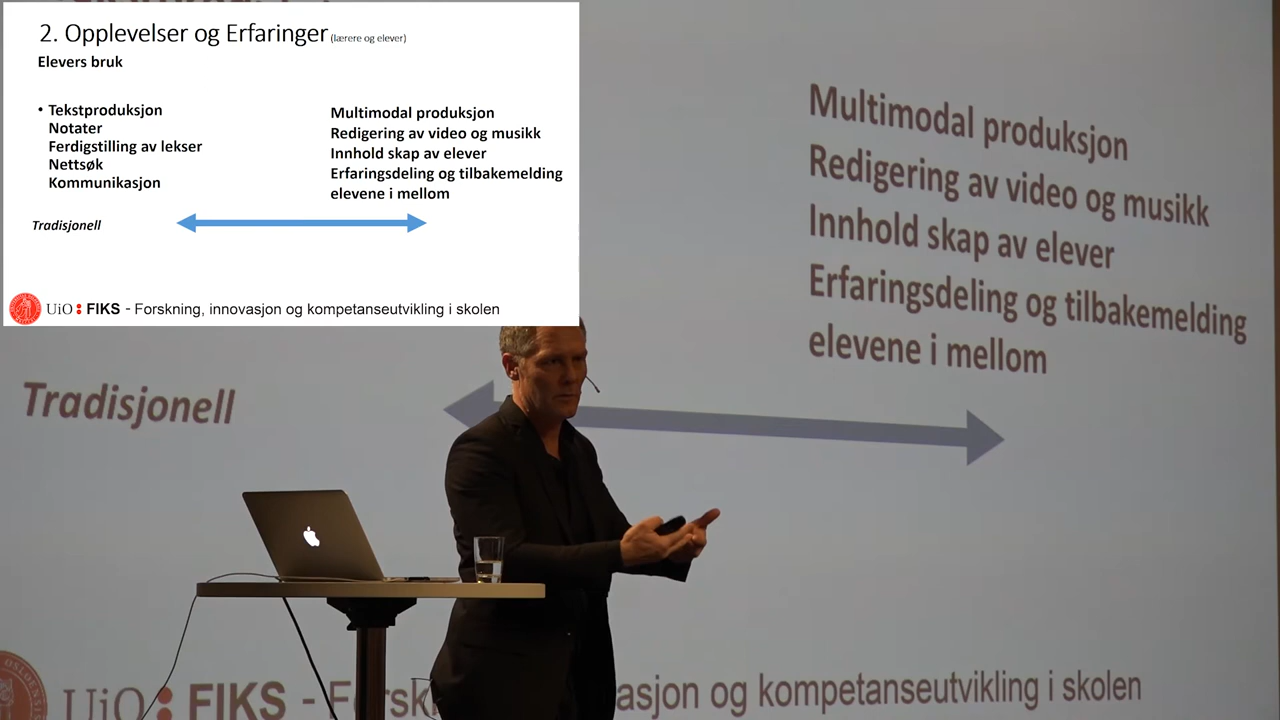 2. Opplevelser og Erfaringer (lærere og elever)
Elevers bruk
• Tekstproduksjon
Notater
Ferdigstilling av lekser
Nettsøk
Kommunikasjon
Multimodal produksjon
Redigering av video og musikk
Innhold skap av elever
Erfaringsdeling og tilbakemelding
elevene i mellom
Tradisjonell
UiO : FIKS - Forskning, innovasjon og kompetanseutvikling i skolen
Multimodal produksjon
Redigering av video og musikk
Innhold skap av elever
Erfaringsdeling og tilbakemelding
elevene i mellom
Tradisjonell
UiO : FIKS - Forsk vasjon og kompetanseutvikling i skolen